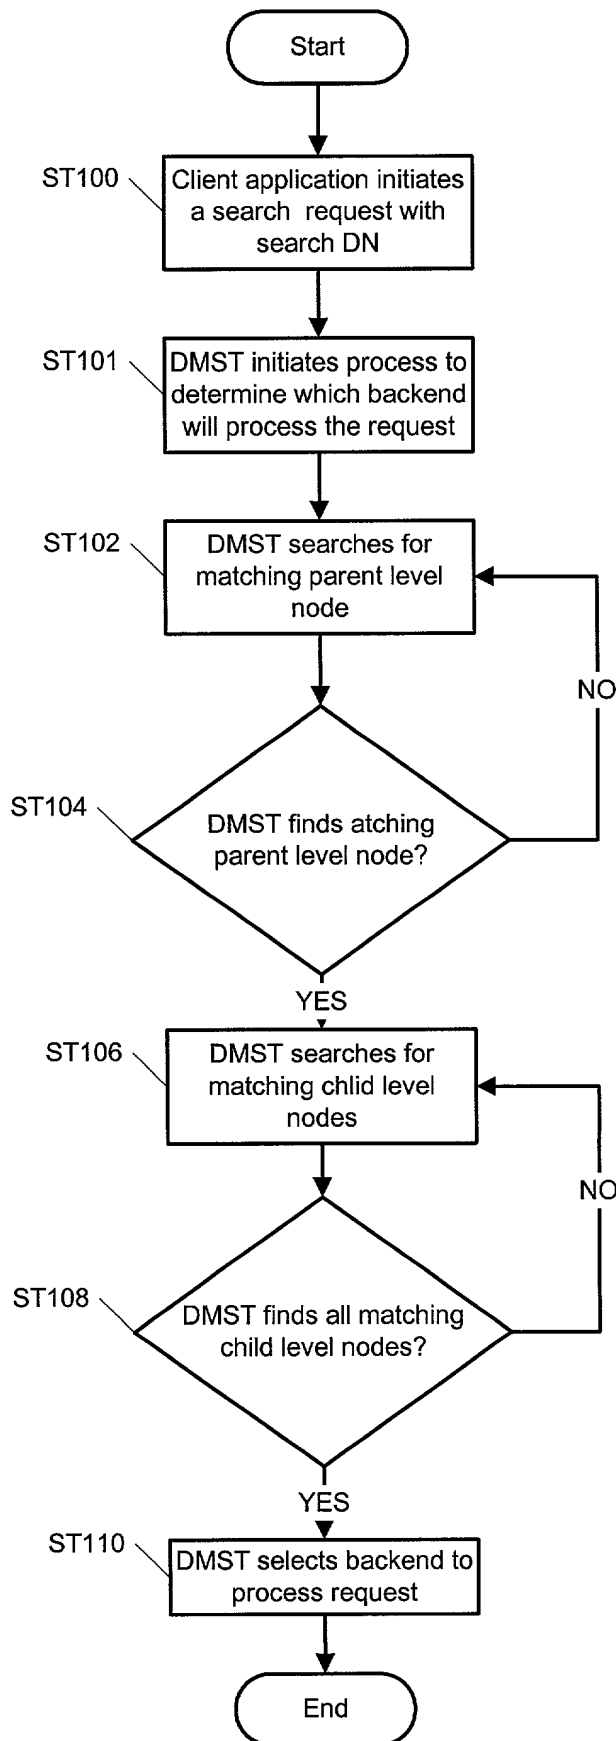 Start
ST100
Client application initiates
a search request with
search DN
ST101
DMST initiates process to
determine which backend
will process the request
ST102
DMST searches for
matching parent level
node
NO
ST104
DMST finds atching
parent level node?
YES
ST106
DMST searches for
matching chlid level
nodes
NO
ST108
DMST finds all matching
child level nodes?
YES
ST110
DMST selects backend to
process request
End